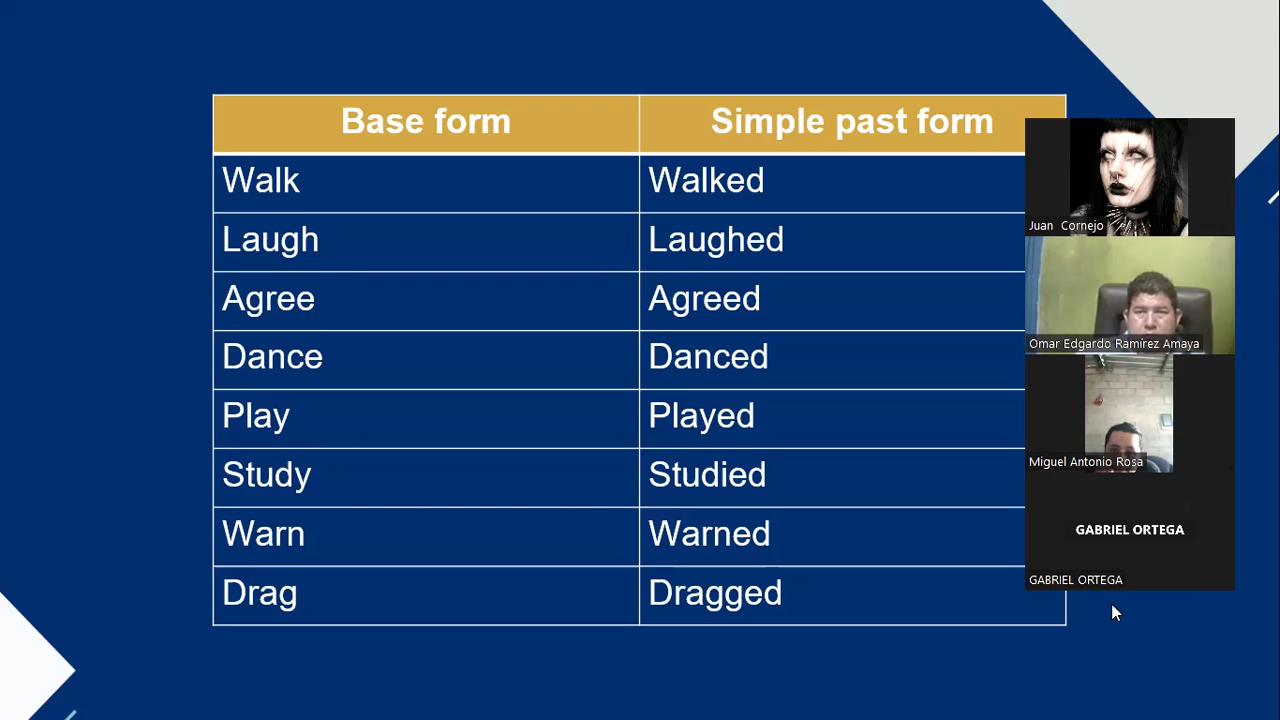 Base form Simple past form
Walk Walked
Laugh Laughed
Agree Agreed
Dance Danced
Play Played
Study Studied
Warn Warned
Drag Dragged
Juan Cornejo
Omar Edgardo Ramírez Amaya
Miguel Antonio Rosa
GABRIEL ORTEGA
GABRIEL ORTEGA